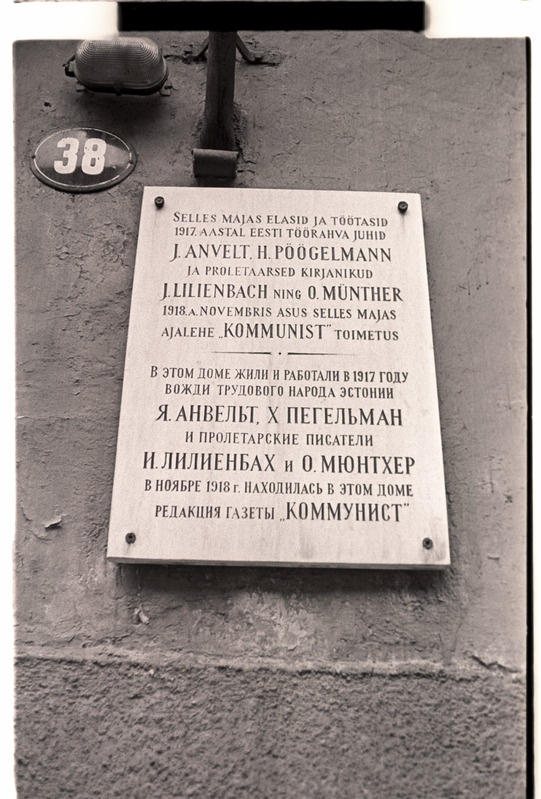 38
SELLES MAJAS ELASID JA TÖÖTASID
1917. AASTAL EESTI TÖÖRAHVA JUHID
J. ANVELT, H. PÖÖGELMANN
JA PROLETAARSED KIRJANIKUD
J. LILIENBACH NING O. MÜNTHER
1918.A. NOVEMBRIS ASUS SELLES MAJAS
AJALEHE „KOMMUNIST” TOIMETUS
В ЭТОМ ДОМЕ ЖИЛИ И РАБОТАЛИ В 1917 ГОДУ
ВОЖДИ ТРУДОВОГО НАРОДА ЭСТОНИИ
Я. АНВЕЛЬТ, Х ПЕГЕЛЬМАН
И ПРОЛЕТАРСКИЕ ПИСАТЕЛИ
И. ЛИЛИЕНБАХ И О. МЮНТХЕР
В НОЯБРЕ 1918 г. НАХОДИЛАСЬ В ЭТОМ ДОМЕ
РЕДАКЦИЯ ГАЗЕТЫ „КОММУНИСТ”